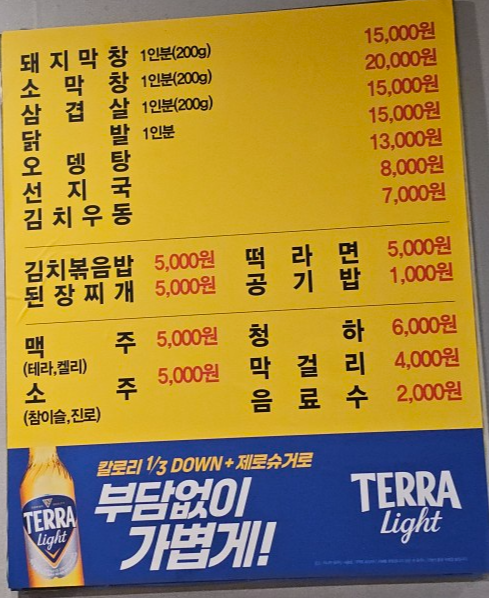 돼지막창 1인분(200g) 15,000원
소막창 1인분(200g) 20,000원
삼겹살 1인분(200g) 15,000원
닭발 1인분 15,000원
오뎅탕 13,000원
선지국 8,000원
김치우동 7,000원
김치볶음밥 5,000원 떡라면 5,000원
된장찌개 5,000원 공기밥 1,000원
맥주 5,000원 청하 6,000원
(테라,켈리)
막걸리 4,000원
소주 5,000원 음료수 2,000원
(참이슬,진로)
칼로리 1/3 DOWN + 제로슈거로
부담없이
가볍게!
TERRA
Light
TERRA
Light